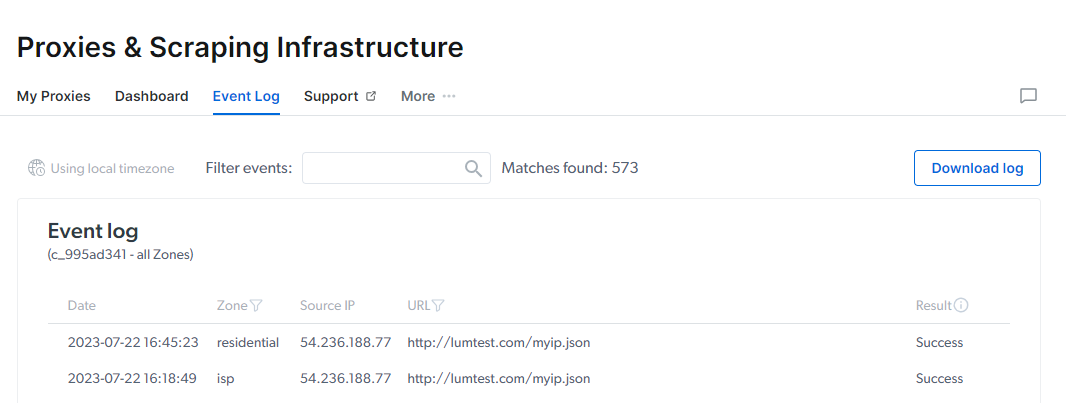 Proxies & Scraping Infrastructure
My Proxies Dashboard Event Log Support More
Using local timezone Filter events: Matches found: 573 Download log
Event log
(c_995ad341 - all Zones)
Date Zone Source IP URL Result
2023-07-22 16:45:23 residential 54.236.188.77 http://lumtest.com/myip.json Success
2023-07-22 16:18:49 isp 54.236.188.77 http://lumtest.com/myip.json Success